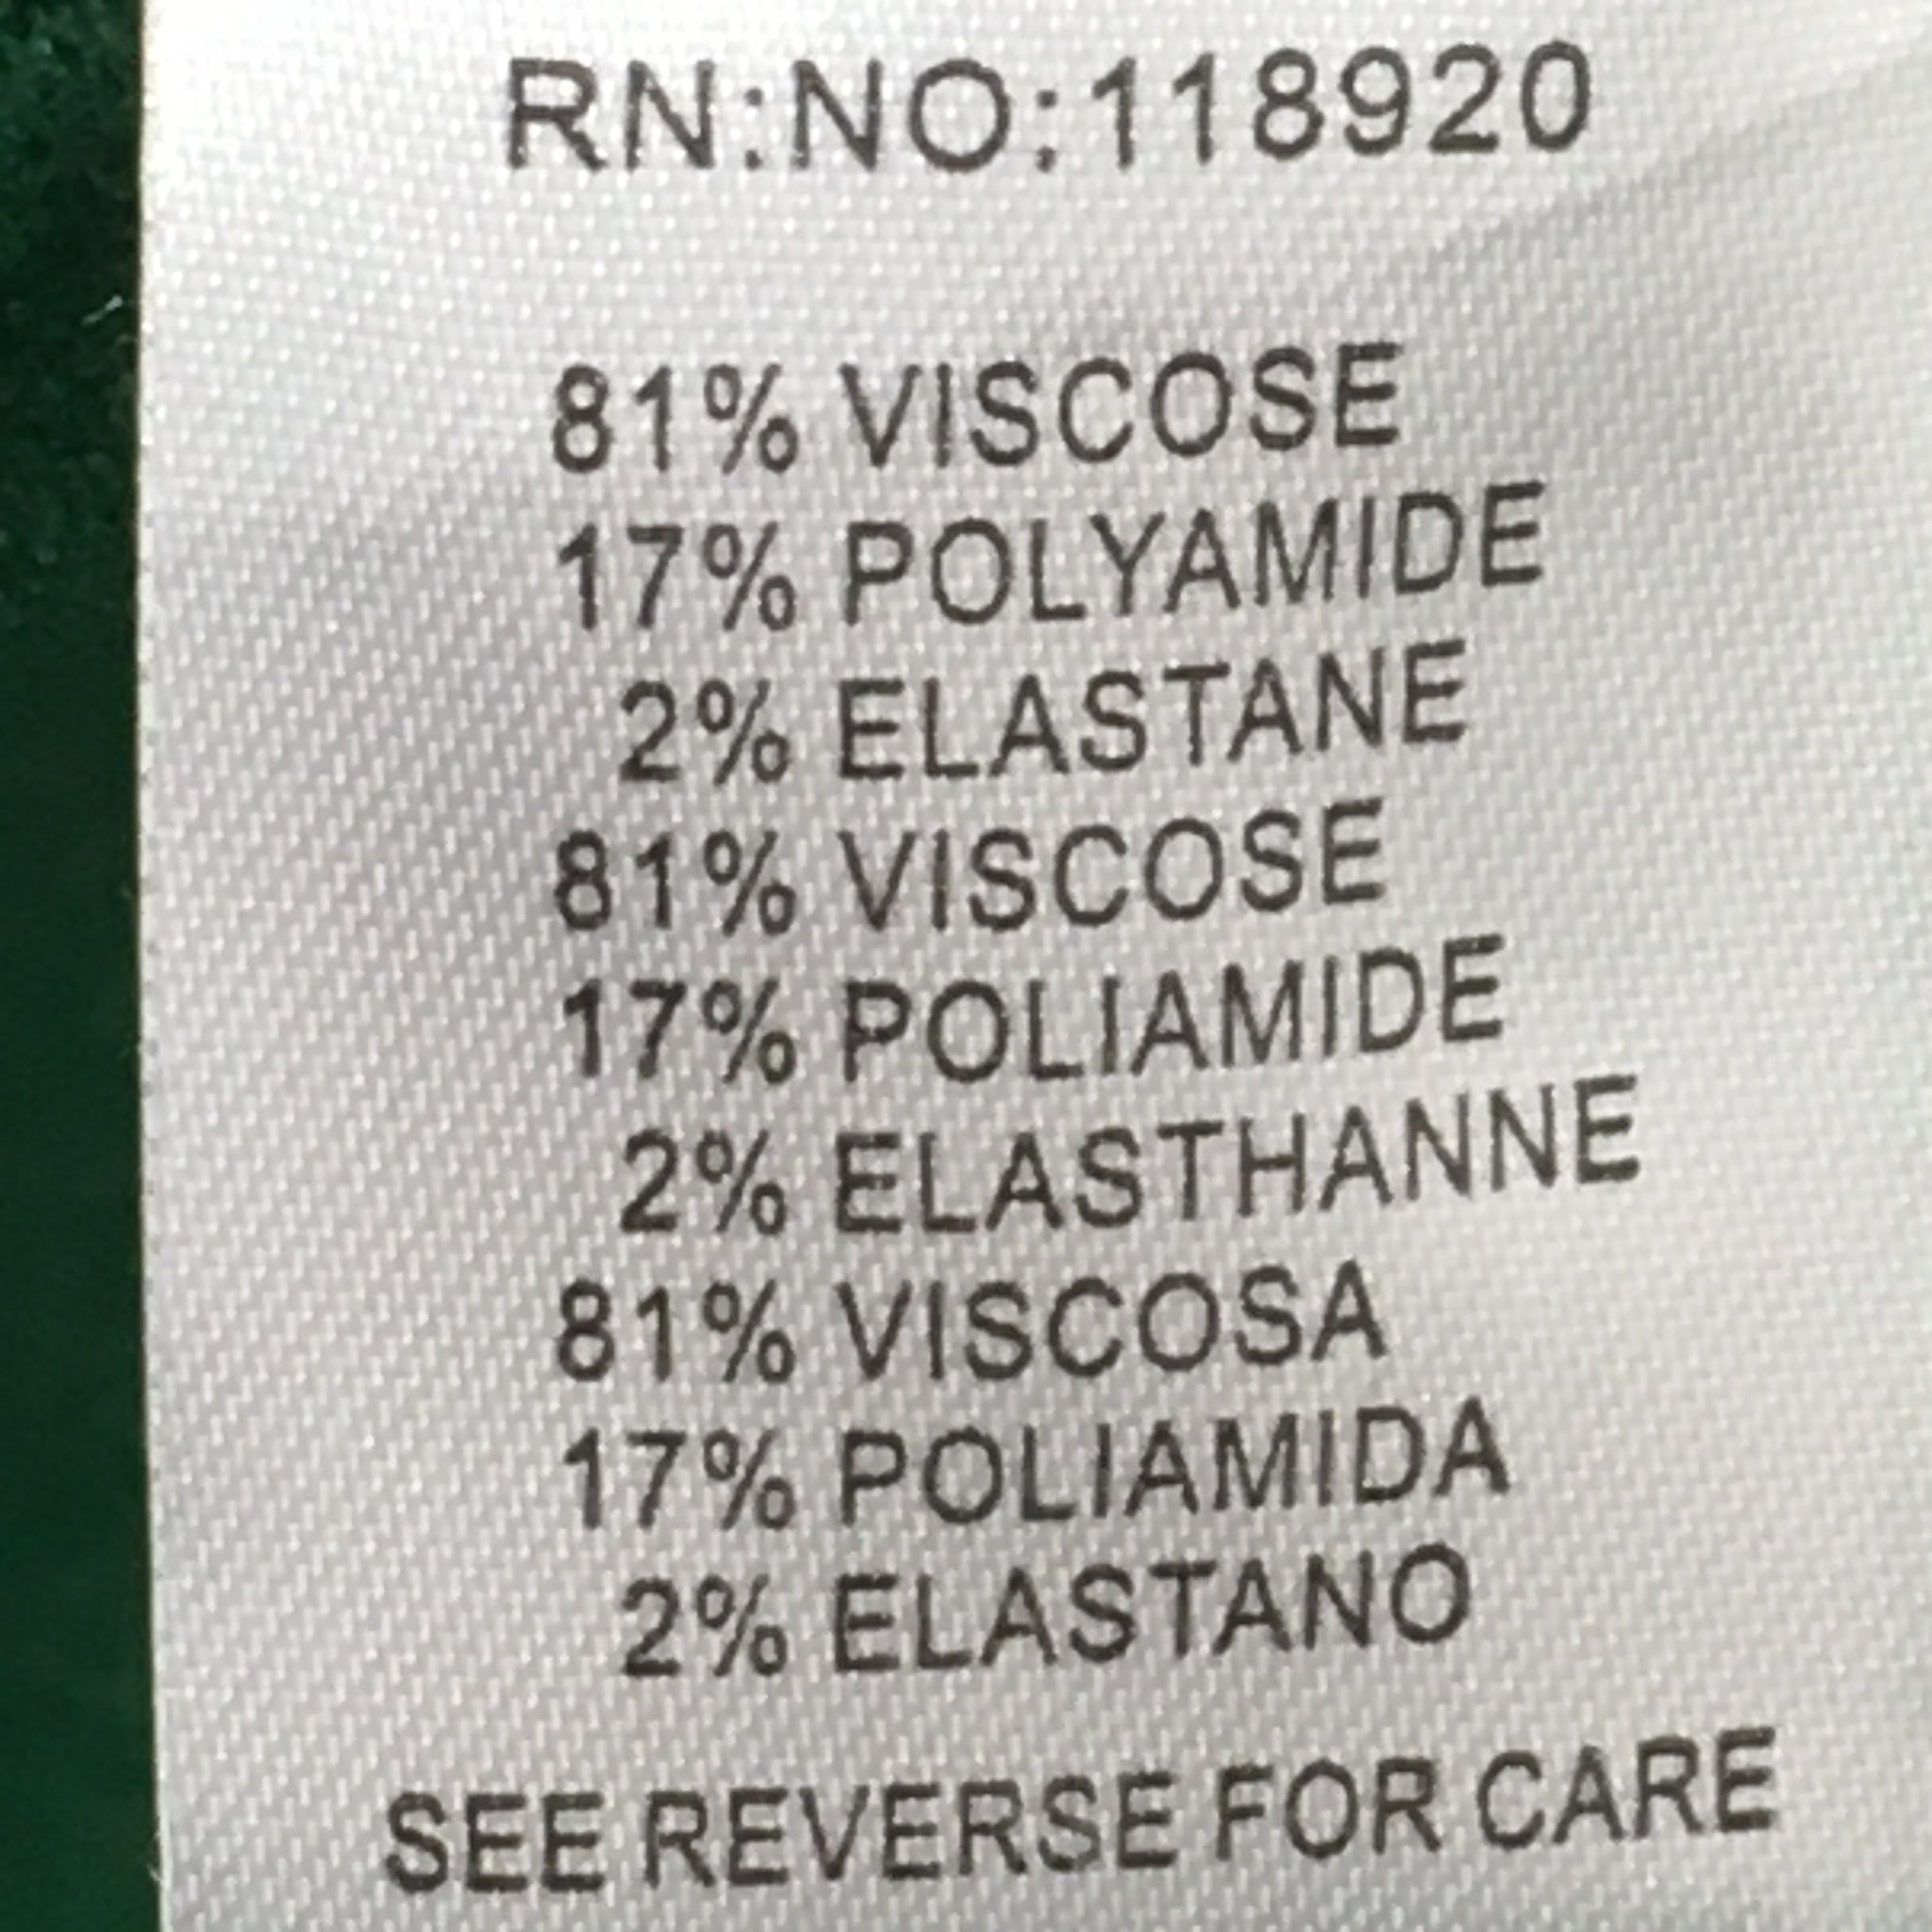 RN:NO:118920
81% VISCOSE
17% POLYAMIDE
2% ELASTANE
81% VISCOSE
17% POLIAMIDE
2% ELASTHANNE
81% VISCOSA
17% POLIAMIDA
2% ELASTANO
SEE REVERSE FOR CARE